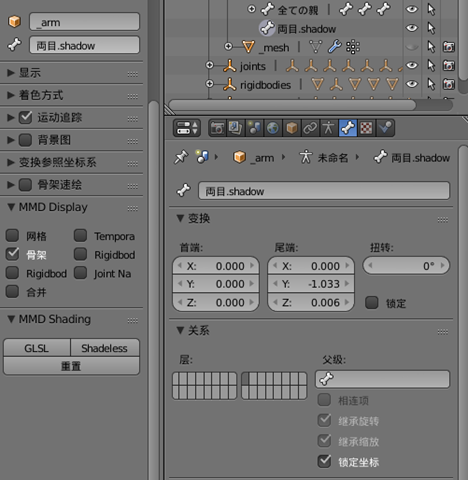 _arm
両目.shadow
显示
着色方式
运动追踪
背景图
变换参照坐标系
骨架速绘
MMD Display
网格
Tempora
骨架
Rigidbod
Rigidbod
Joint Na
合并
MMD Shading
GLSL
Shadeless
重置
全ての親
両目.shadow
_mesh
joints
rigidbodies
_arm
未命名
両目.shadow
両目.shadow
变换
首端:
尾端:
扭转:
X: 0.000
X: 0.000
0°
Y: 0.000
Y: -1.033
Z: 0.000
Z: 0.006
锁定
关系
层:
父级:
相连项
继承旋转
继承缩放
锁定坐标